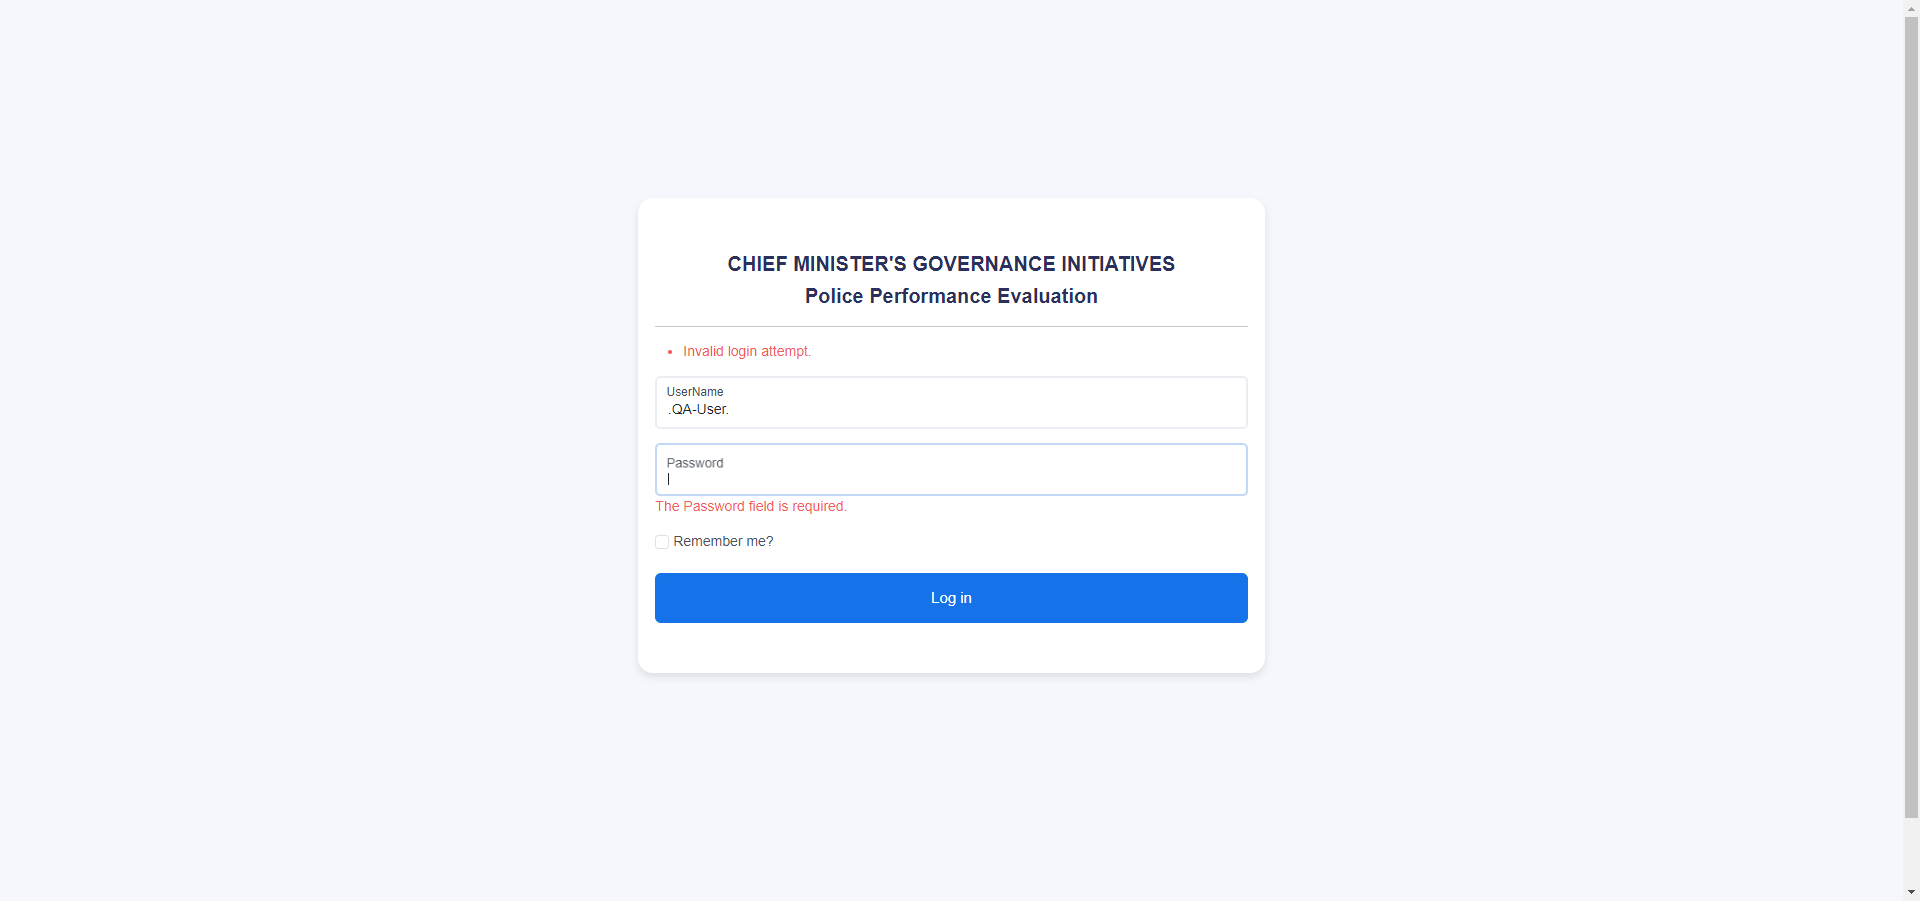 CHIEF MINISTER'S GOVERNANCE INITIATIVES
Police Performance Evaluation
• Invalid login attempt.
UserName
.QA-User.
Password
The Password field is required.
Remember me?
Log in